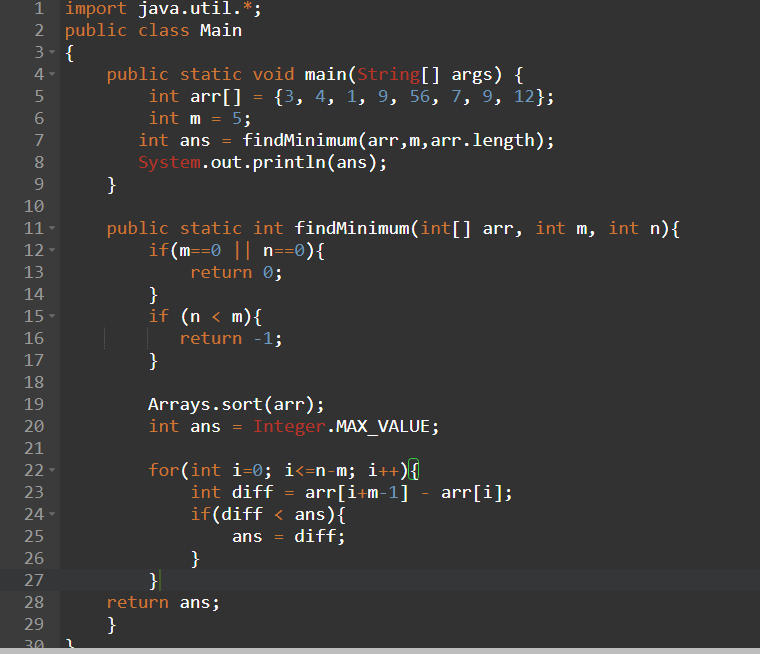 1 import java.util.*;
2 public class Main
3 {
4 public static void main(String[] args) {
5 int arr[] = {3, 4, 1, 9, 56, 7, 9, 12};
6 int m = 5;
7 int ans = findMinimum(arr,m,arr.length);
8 System.out.println(ans);
9 }
10
11 public static int findMinimum(int[] arr, int m, int n){
12 if(m==0 || n==0){
13 return 0;
14 }
15 if (n < m){
16 return -1;
17 }
18
19 Arrays.sort(arr);
20 int ans = Integer.MAX_VALUE;
21
22 for(int i=0; i<=n-m; i++){
23 int diff = arr[i+m-1] - arr[i];
24 if(diff < ans){
25 ans = diff;
26 }
27 }
28 return ans;
29 }
30 }